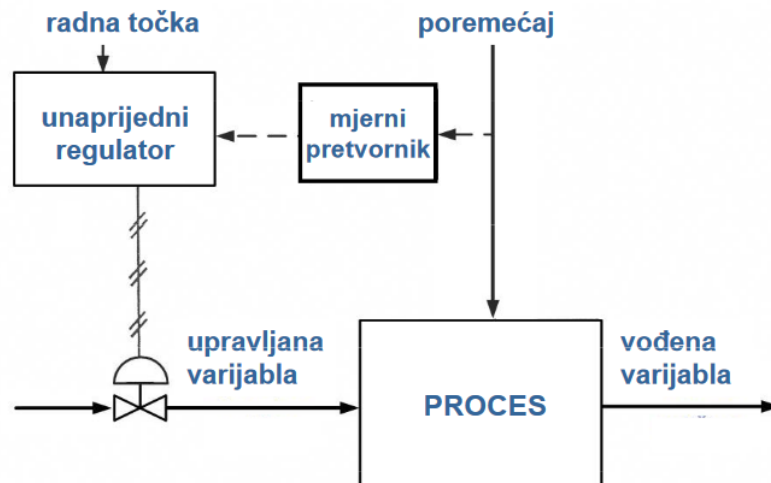 radna točka
poremećaj
unaprijedni
regulator
mjerni
pretvornik
upravljana
varijabla
vođena
varijabla
PROCES